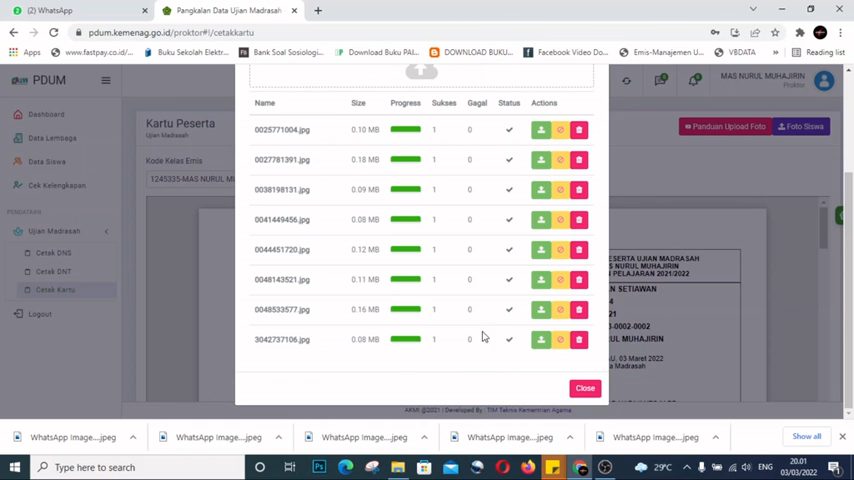 (2) WhatsApp
Pangkalan Data Ujian Madrasah
pdum.kemenag.go.id/proktor#!/cetakkartu
Apps
www.fastpay.co.id/...
Buku Sekolah Elektr...
Bank Soal Sosiologi...
Download Buku PAI...
DOWNLOAD BUKU...
Facebook Video Do...
Emis-Manajemen U...
VBDATA
Reading list
PDUM
MAS NURUL MUHAJIRIN
Proktor
Dashboard
Data Lembaga
Data Siswa
Cek Kelengkapan
PENDATAAN
Ujian Madrasah
Cetak DNS
Cetak DNT
Cetak Kartu
Logout
Kartu Peserta
Ujian Madrasah
Panduan Upload Foto
Foto Siswa
Kode Kelas Emis
1245335-MAS NURUL MU
Name Size Progress Sukses Gagal Status Actions
0025771004.jpg 0.10 MB 1 0
0027781391.jpg 0.18 MB 1 0
0038198131.jpg 0.09 MB 1 0
0041449456.jpg 0.08 MB 1 0
0044451720.jpg 0.12 MB 1 0
0048143521.jpg 0.11 MB 1 0
0048533577.jpg 0.16 MB 1 0
3042737106.jpg 0.08 MB 1 0
Close
PESERTA UJIAN MADRASAH
MAS NURUL MUHAJIRIN
N PELAJARAN 2021/2022
AN SETIAWAN
4
21
3-0002-0002
RUL MUHAJIRIN
AU, 03 Maret 2022
Madrasah
AKMI @2021 | Developed By : TIM Teknis Kementrian Agama
WhatsApp Image....jpeg
WhatsApp Image....jpeg
WhatsApp Image....jpeg
WhatsApp Image....jpeg
WhatsApp Image....jpeg
Show all
Type here to search
29°C
ENG
20.01
03/03/2022